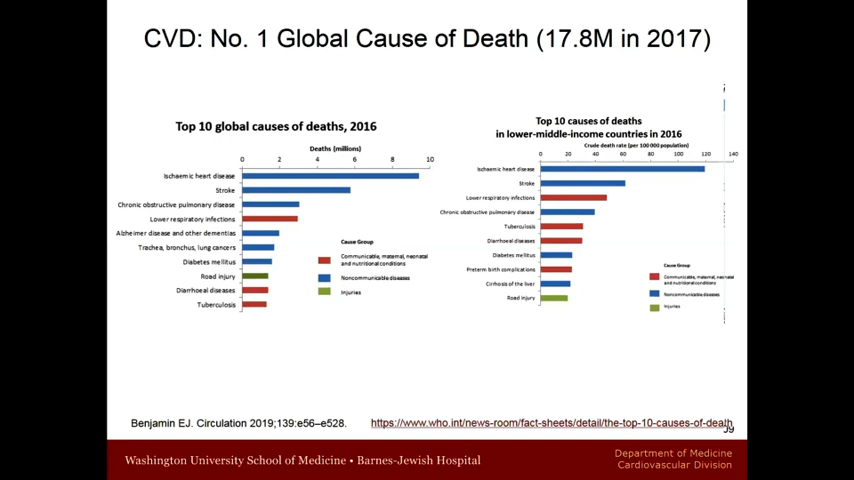 CVD: No. 1 Global Cause of Death (17.8M in 2017)
Top 10 global causes of deaths, 2016
Deaths (millions)
0 2 4 6 8 10
Ischaemic heart disease
Stroke
Chronic obstructive pulmonary disease
Lower respiratory infections
Alzheimer disease and other dementias
Trachea, bronchus, lung cancers
Diabetes mellitus
Road injury
Diarrhoeal diseases
Tuberculosis
Cause Group
Communicable, maternal, neonatal
and nutritional conditions
Noncommunicable diseases
Injuries
Top 10 causes of deaths
in lower-middle-income countries in 2016
Crude death rate (per 100 000 population)
0 20 40 60 80 100 120 140
Ischaemic heart disease
Stroke
Lower respiratory infections
Chronic obstructive pulmonary disease
Tuberculosis
Diarrhoeal diseases
Diabetes mellitus
Preterm birth complications
Cirrhosis of the liver
Road injury
Cause Group
Communicable, maternal, neonatal
and nutritional conditions
Noncommunicable diseases
Injuries
Benjamin EJ. Circulation 2019;139:e56–e528.
https://www.who.int/news-room/fact-sheets/detail/the-top-10-causes-of-death
Washington University School of Medicine • Barnes-Jewish Hospital
Department of Medicine
Cardiovascular Division